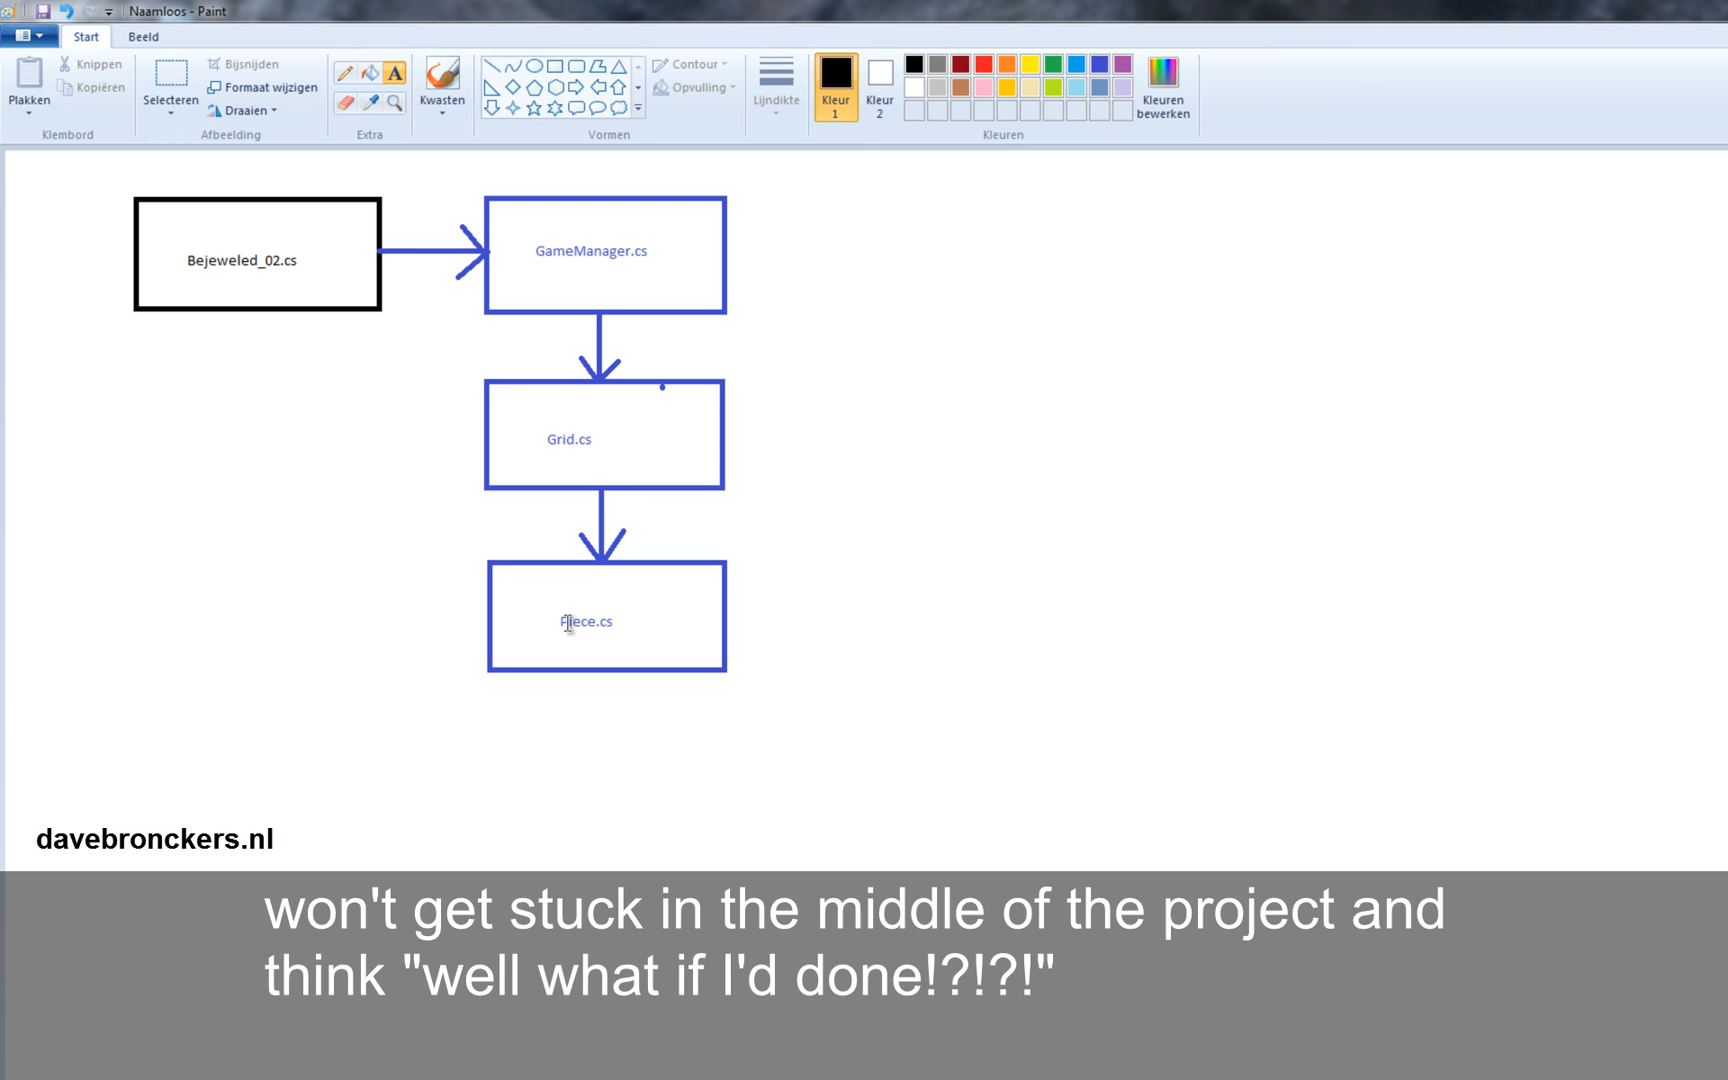 Naamloos - Paint
Start
Beeld
Plakken
Knippen
Kopiëren
Klembord
Selecteren
Bijsnijden
Formaat wijzigen
Draaien
Afbeelding
A
Extra
Kwasten
Vormen
Contour
Opvulling
Lijndikte
Kleur 1
Kleur 2
Kleuren bewerken
Kleuren
Bejeweled_02.cs
GameManager.cs
Grid.cs
Piece.cs
davebronckers.nl
won't get stuck in the middle of the project and
think "well what if I'd done!?!?!"